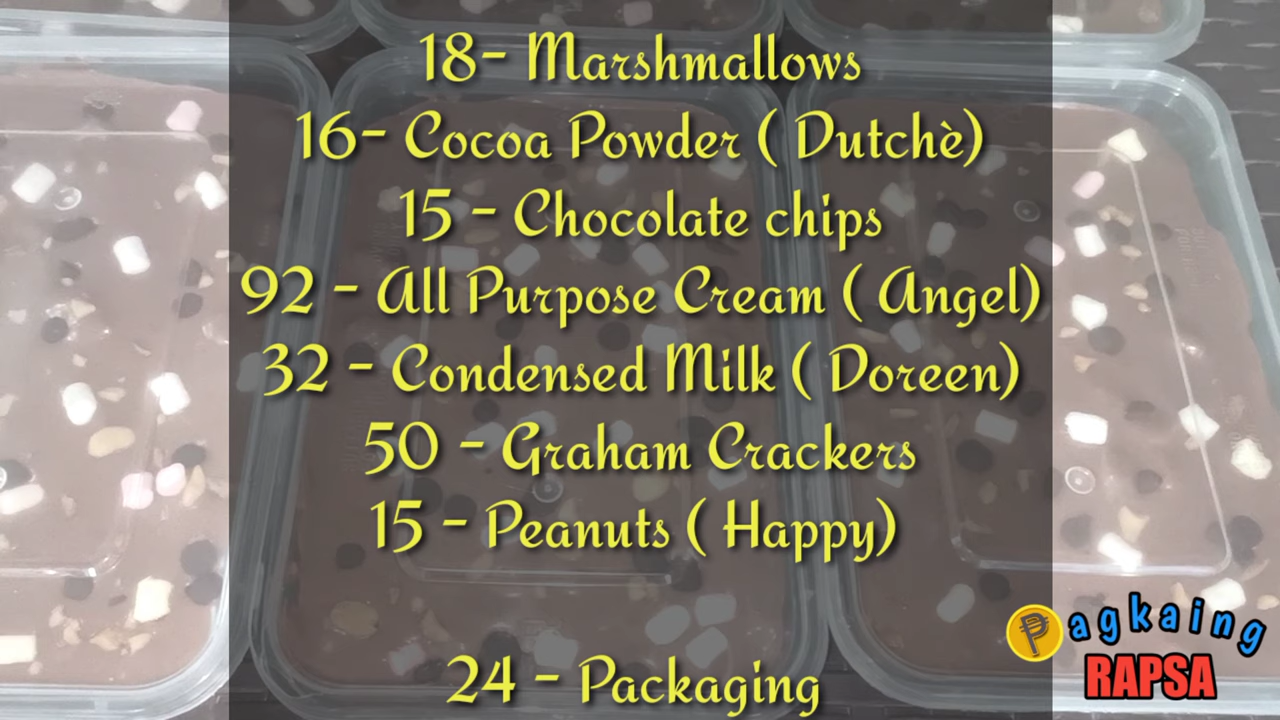 18- Marshmallows
16- Cocoa Powder ( Dutchè)
15 - Chocolate chips
92 - All Purpose Cream ( Angel)
32 - Condensed Milk ( Doreen)
50 - Graham Crackers
15 - Peanuts ( Happy)
24 - Packaging
Pagkaing
RAPSA